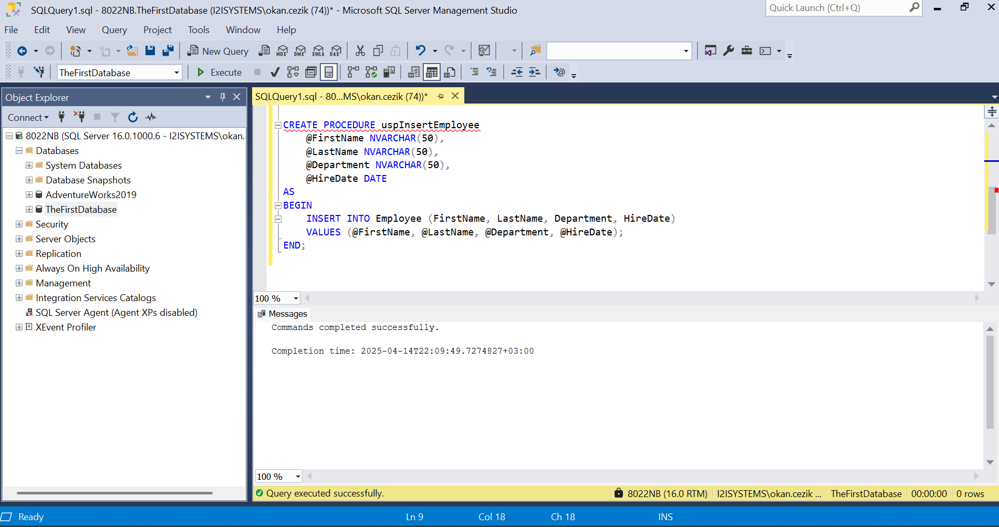 SQLQuery1.sql - 8022NB.TheFirstDatabase (I2ISYSTEMS\okan.cezik (74))* - Microsoft SQL Server Management Studio
Quick Launch (Ctrl+Q)
File Edit View Query Project Tools Window Help
New Query MDX DMX XMLA DAX
TheFirstDatabase Execute
Object Explorer
SQLQuery1.sql - 80...MS\okan.cezik (74))*
Connect
8022NB (SQL Server 16.0.1000.6 - I2ISYSTEMS\okan.
Databases
System Databases
Database Snapshots
AdventureWorks2019
TheFirstDatabase
Security
Server Objects
Replication
Always On High Availability
Management
Integration Services Catalogs
SQL Server Agent (Agent XPs disabled)
XEvent Profiler
CREATE PROCEDURE uspInsertEmployee
@FirstName NVARCHAR(50),
@LastName NVARCHAR(50),
@Department NVARCHAR(50),
@HireDate DATE
AS
BEGIN
INSERT INTO Employee (FirstName, LastName, Department, HireDate)
VALUES (@FirstName, @LastName, @Department, @HireDate);
END;
100 %
Messages
Commands completed successfully.
Completion time: 2025-04-14T22:09:49.7274827+03:00
100 %
Query executed successfully. 8022NB (16.0 RTM) I2ISYSTEMS\okan.cezik ... TheFirstDatabase 00:00:00 0 rows
Ready Ln 9 Col 18 Ch 18 INS